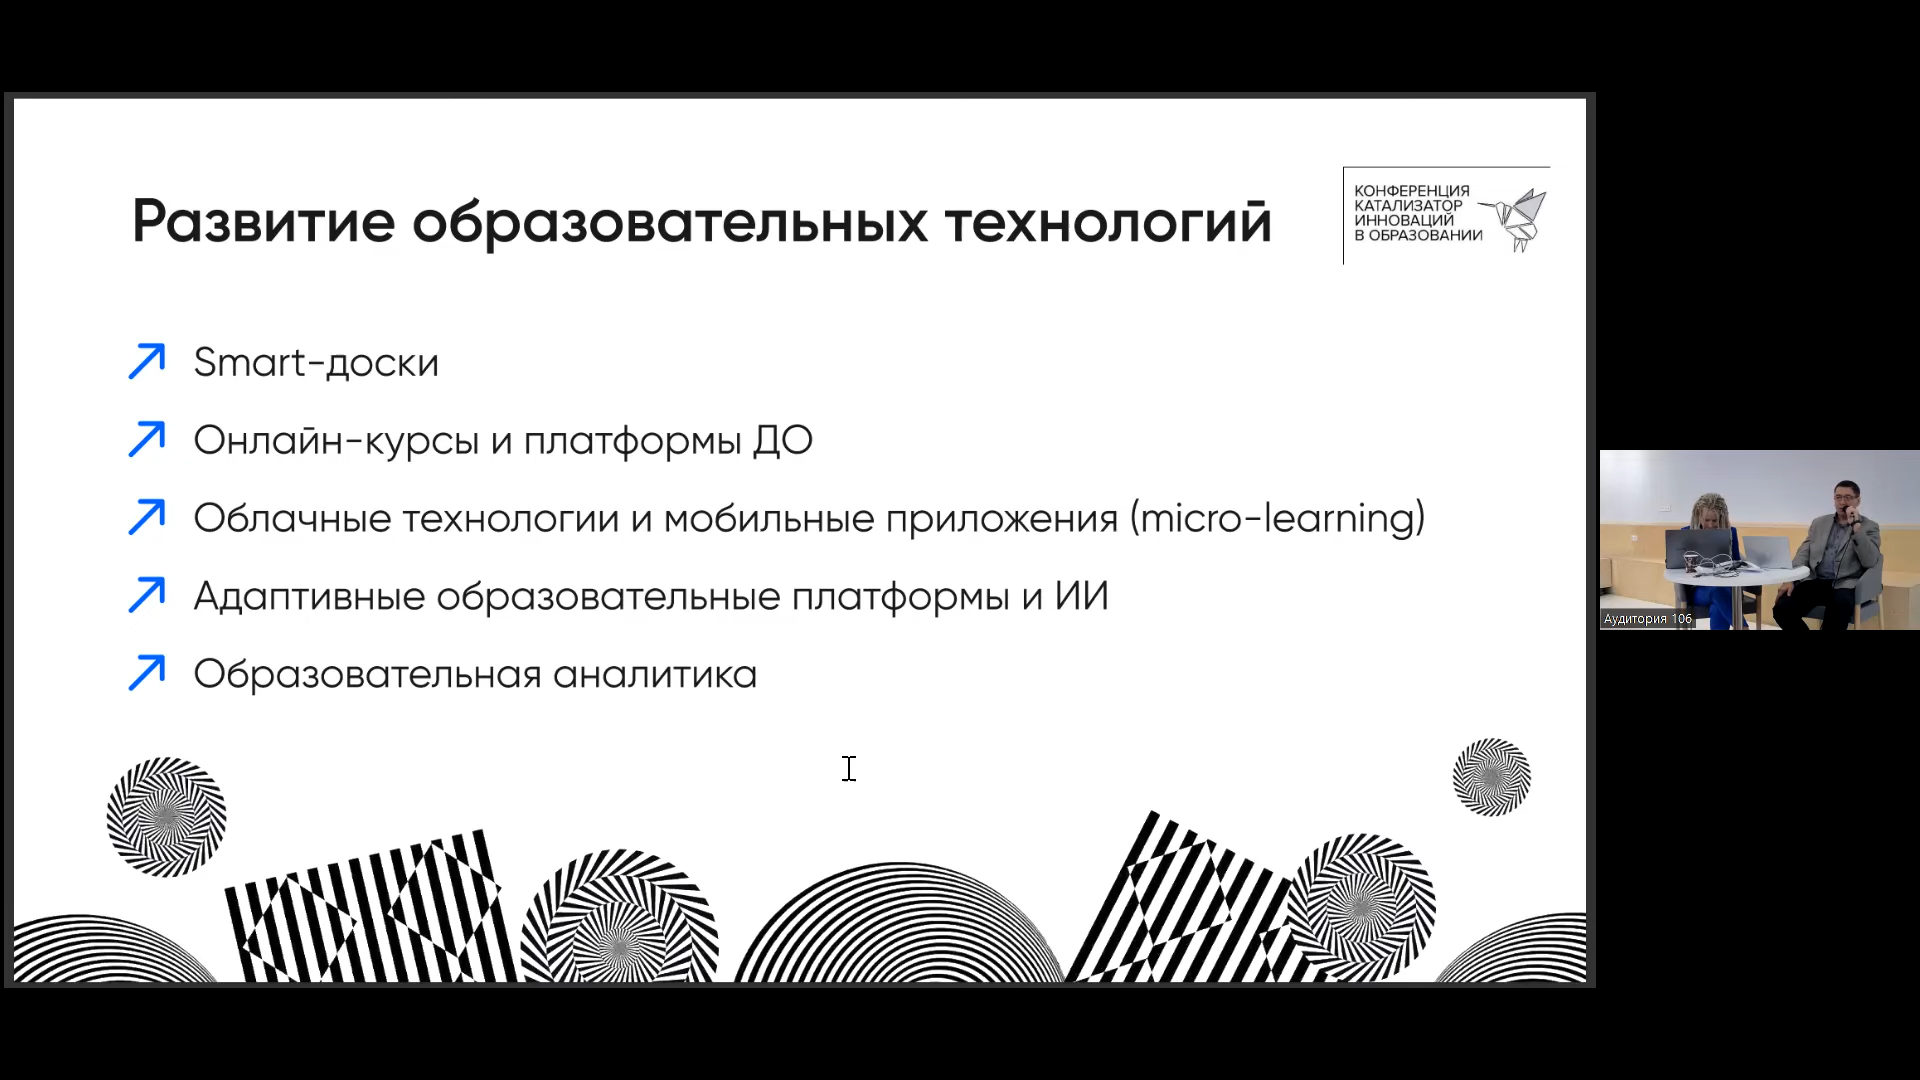 Развитие образовательных технологий
КОНФЕРЕНЦИЯ
КАТАЛИЗАТОР
ИННОВАЦИЙ
В ОБРАЗОВАНИИ
Smart-доски
Онлайн-курсы и платформы ДО
Облачные технологии и мобильные приложения (micro-learning)
Адаптивные образовательные платформы и ИИ
Образовательная аналитика
Аудитория 106